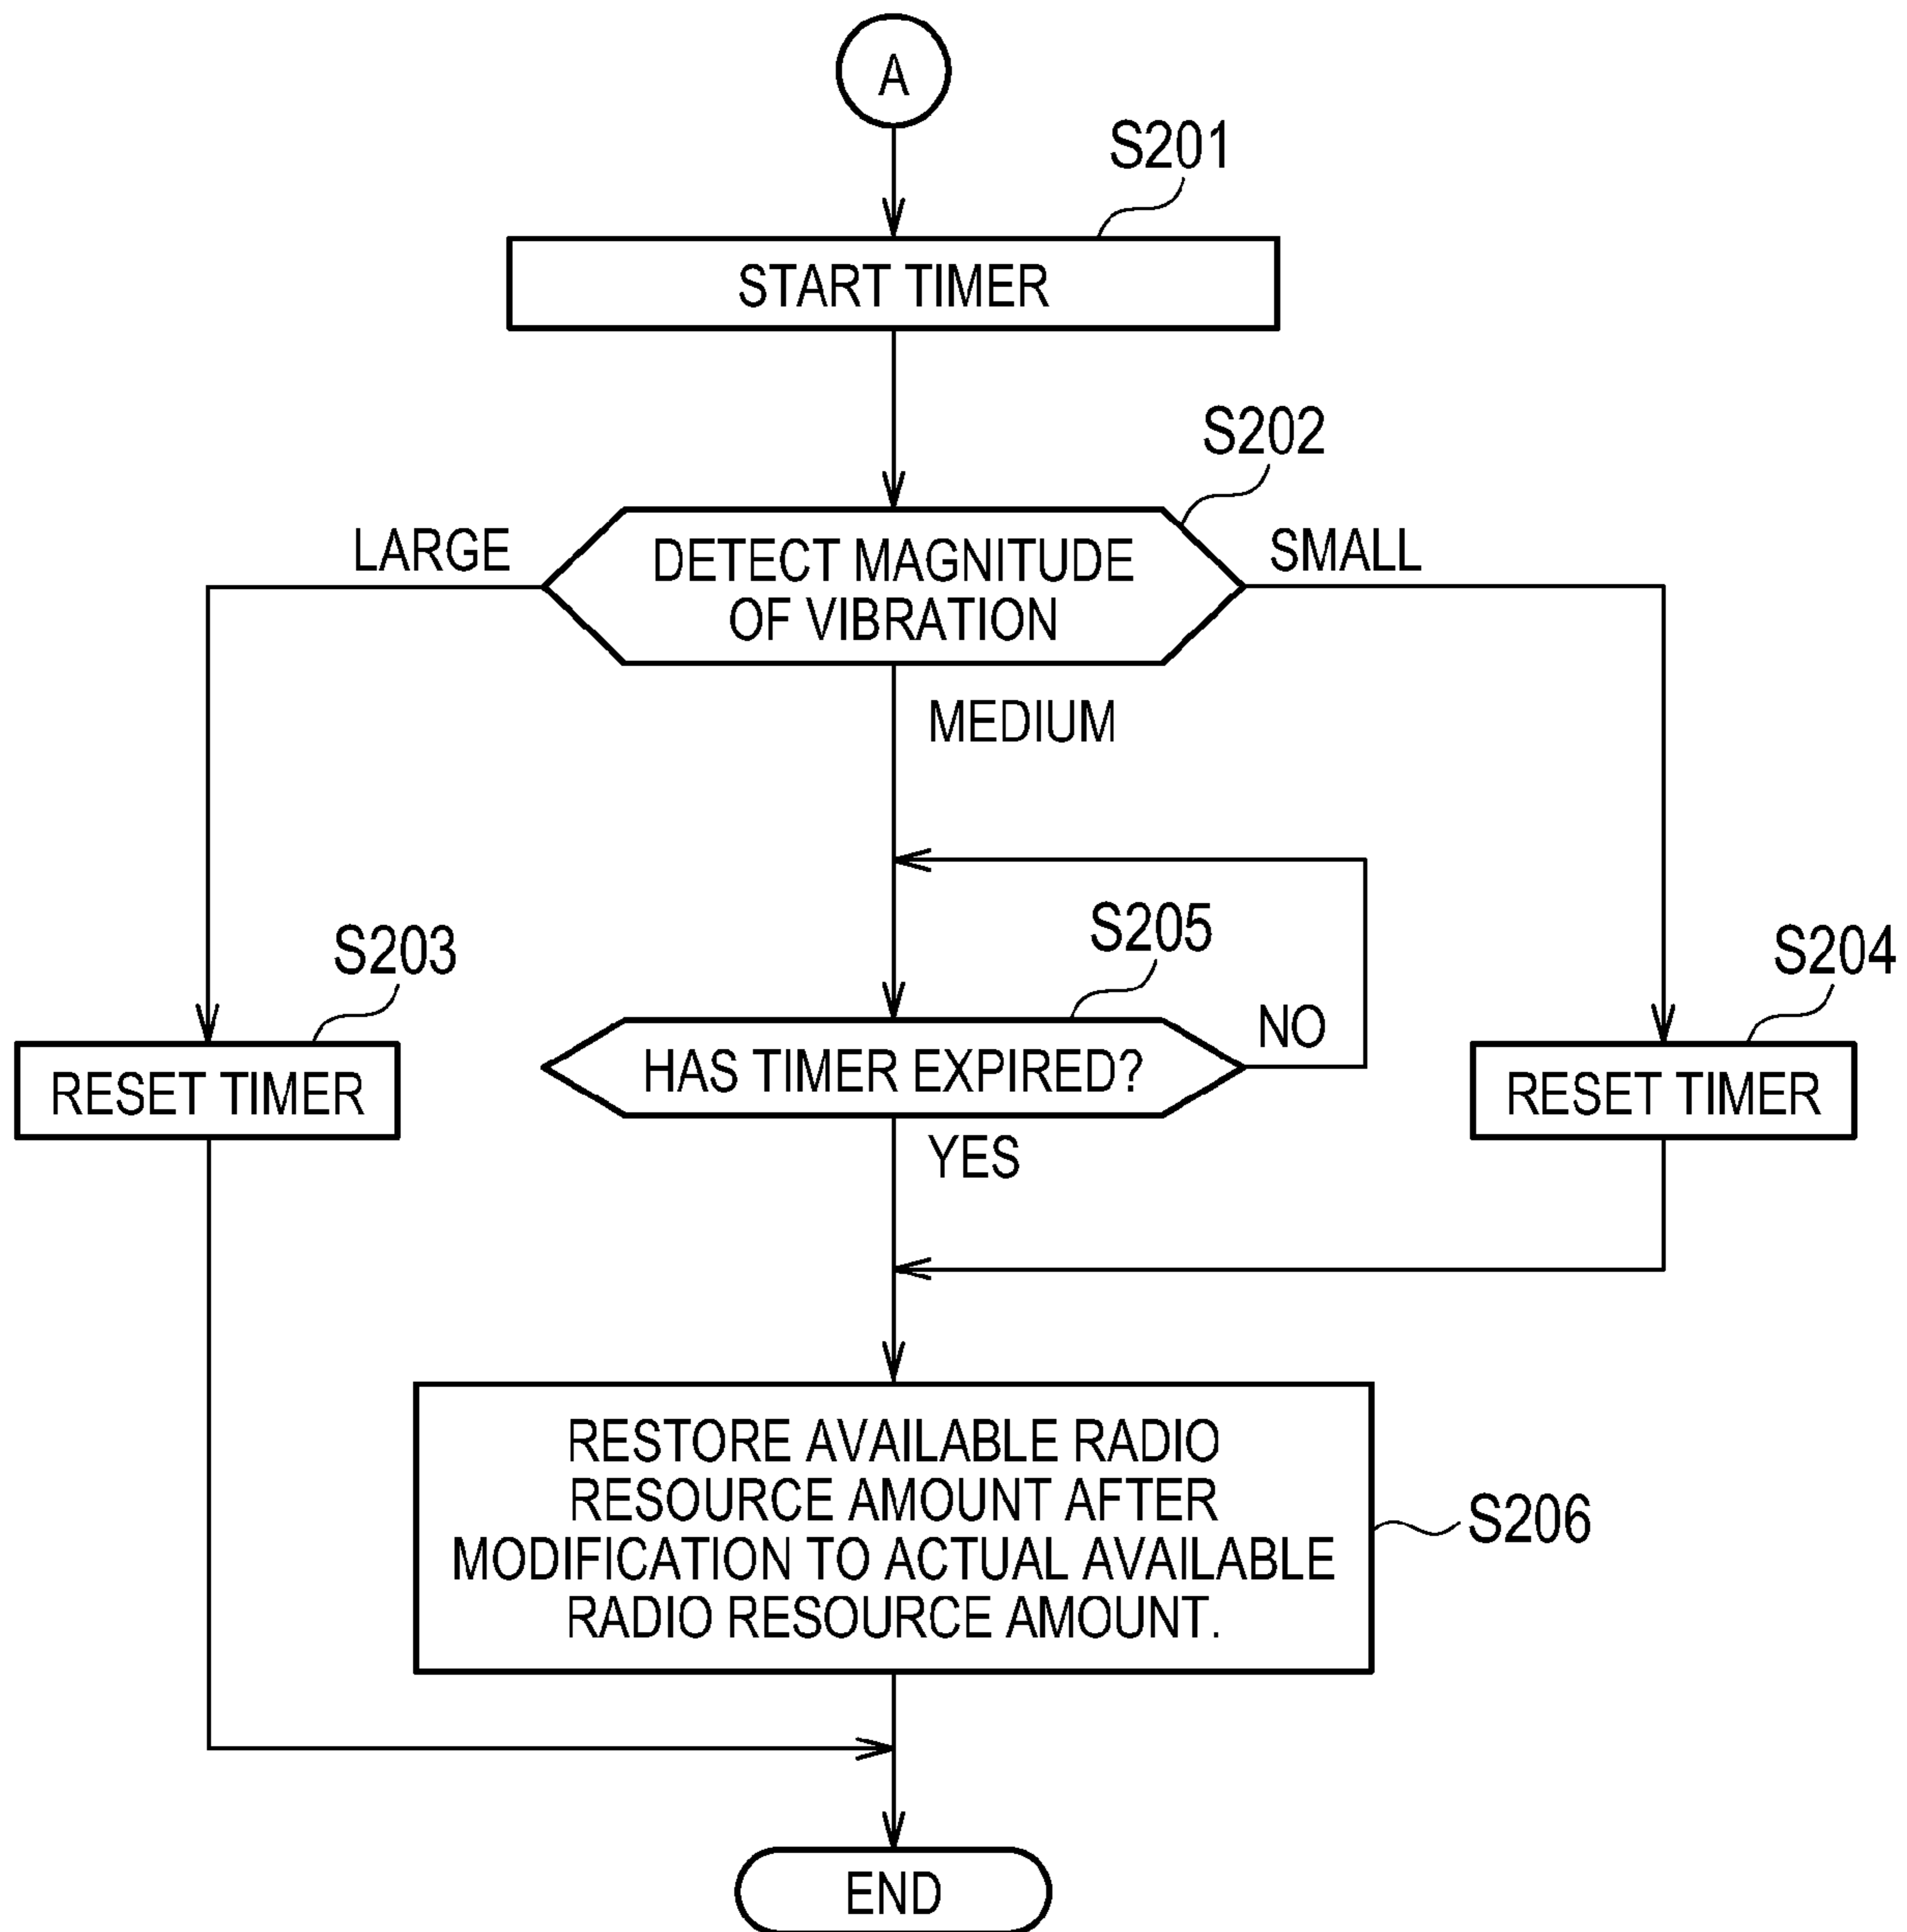 A
S201
START TIMER
S202
LARGE
DETECT MAGNITUDE
OF VIBRATION
SMALL
MEDIUM
S203
S205
S204
NO
RESET TIMER
HAS TIMER EXPIRED?
RESET TIMER
YES
RESTORE AVAILABLE RADIO
RESOURCE AMOUNT AFTER
MODIFICATION TO ACTUAL AVAILABLE
RADIO RESOURCE AMOUNT.
S206
END